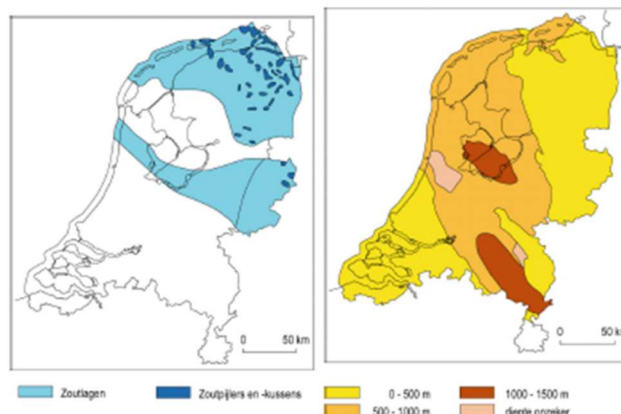 0 50 km
0 50 km
Zoutlagen
Zoutpijlers en -kussens
0 - 500 m
1000 - 1500 m
500 - 1000 m
diepte onzeker